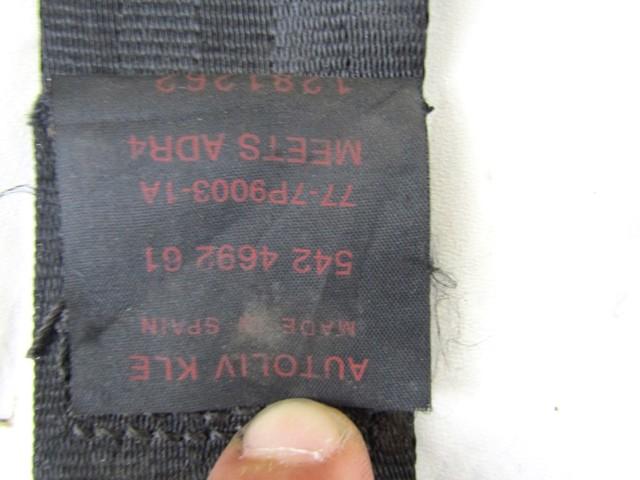 AUTOLIV KLE
MADE IN SPAIN
542 4692 61
77-7P9003-1A
MEETS ADR4
1281262